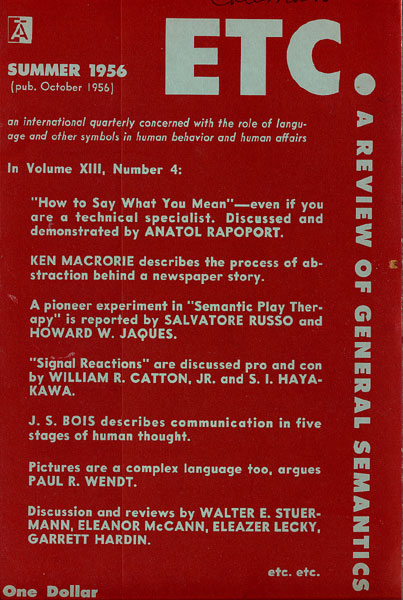 ETC.
SUMMER 1956
(pub. October 1956)
A REVIEW OF GENERAL SEMANTICS
an international quarterly concerned with the role of langu-
age and other symbols in human behavior and human affairs
In Volume XIII, Number 4:
"How to Say What You Mean"—even if you
are a technical specialist. Discussed and
demonstrated by ANATOL RAPOPORT.
KEN MACRORIE describes the process of ab-
straction behind a newspaper story.
A pioneer experiment in "Semantic Play Ther-
apy" is reported by SALVATORE RUSSO and
HOWARD W. JAQUES.
"Signal Reactions" are discussed pro and con
by WILLIAM R. CATTON, JR. and S. I. HAYA-
KAWA.
J. S. BOIS describes communication in five
stages of human thought.
Pictures are a complex language too, argues
PAUL R. WENDT.
Discussion and reviews by WALTER E. STUER-
MANN, ELEANOR McCANN, ELEAZER LECKY,
GARRETT HARDIN.
etc. etc.
One Dollar